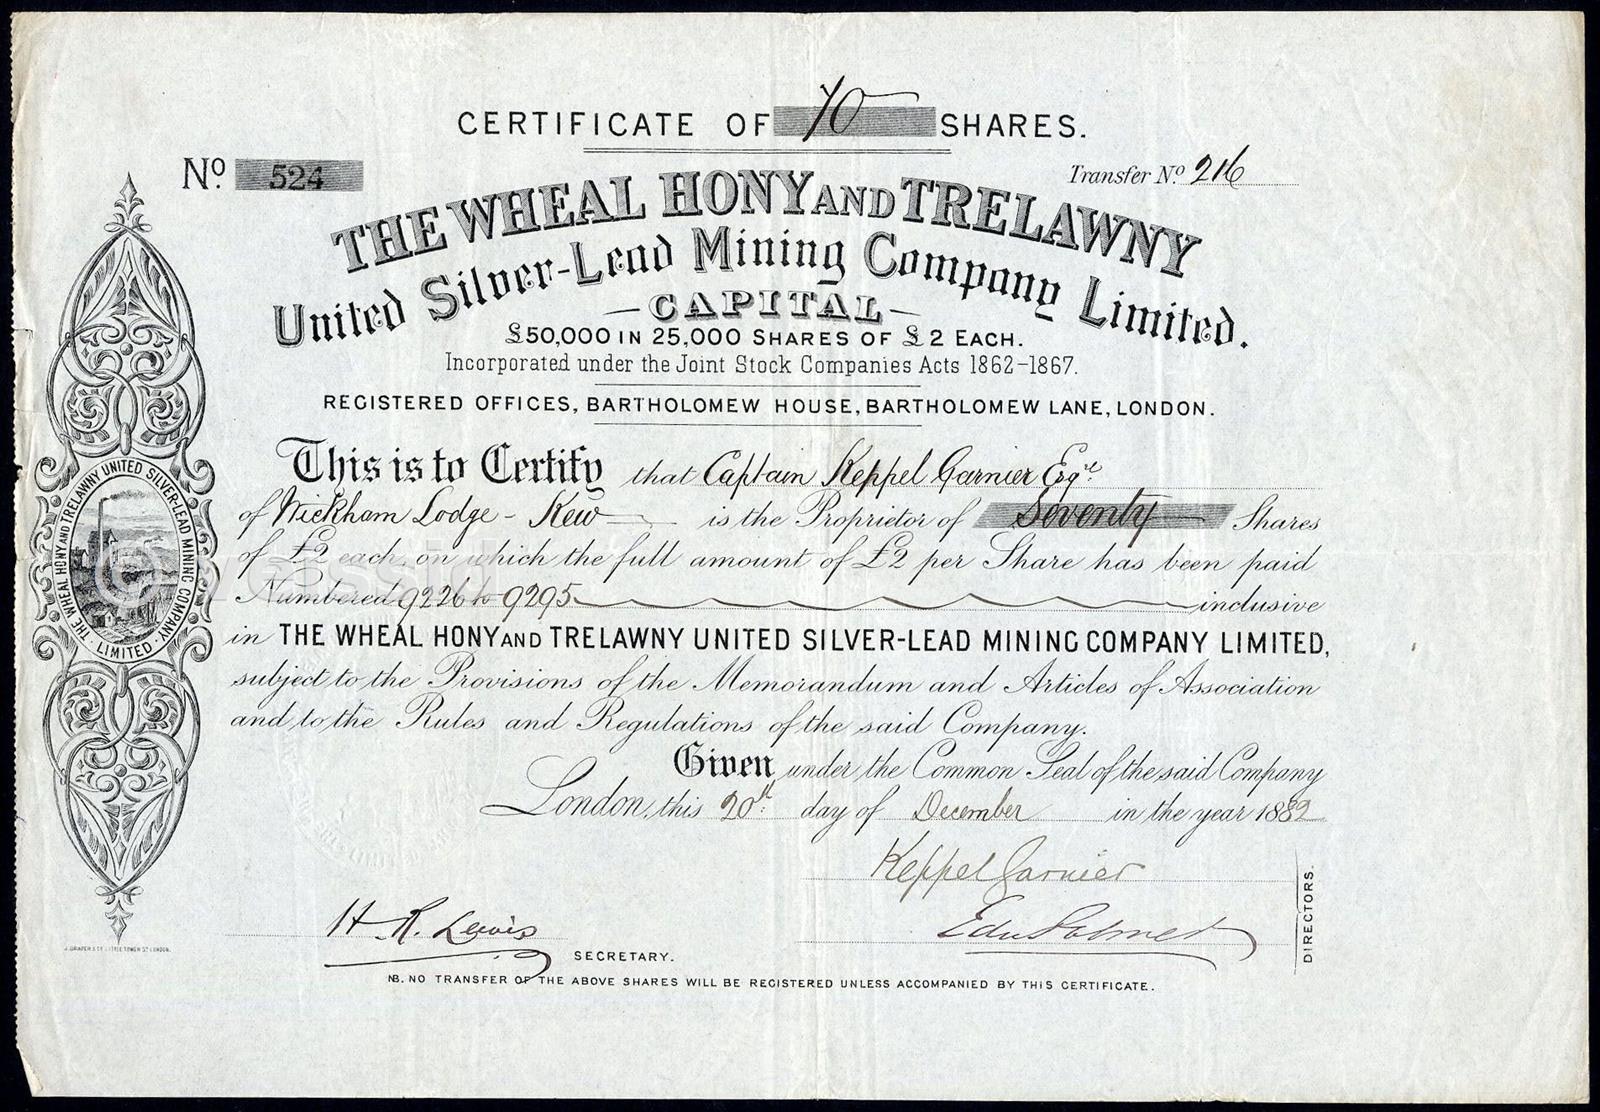 CERTIFICATE OF 70 SHARES.
No. 524
Transfer No. 216
THE WHEAL HONY AND TRELAWNY
United Silver-Lead Mining Company Limited.
CAPITAL
£50,000 IN 25,000 SHARES OF £2 EACH.
Incorporated under the Joint Stock Companies Acts 1862-1867.
REGISTERED OFFICES, BARTHOLOMEW HOUSE, BARTHOLOMEW LANE, LONDON.
This is to Certify that Captain Keppel Garnier Esqre
of Wickham Lodge - Kew is the Proprietor of Seventy Shares
of £2 each, on which the full amount of £2 per Share has been paid
Numbered 9226 to 9295 inclusive
in THE WHEAL HONY AND TRELAWNY UNITED SILVER-LEAD MINING COMPANY LIMITED,
subject to the Provisions of the Memorandum and Articles of Association
and to the Rules and Regulations of the said Company.
Given, under the Common Seal of the said Company
London, this 20th day of December in the year 1882
Keppel Garnier
H. R. Lewis
SECRETARY.
DIRECTORS.
NB. NO TRANSFER OF THE ABOVE SHARES WILL BE REGISTERED UNLESS ACCOMPANIED BY THIS CERTIFICATE.
THE WHEAL HONY AND TRELAWNY UNITED SILVER-LEAD MINING COMPANY
LIMITED